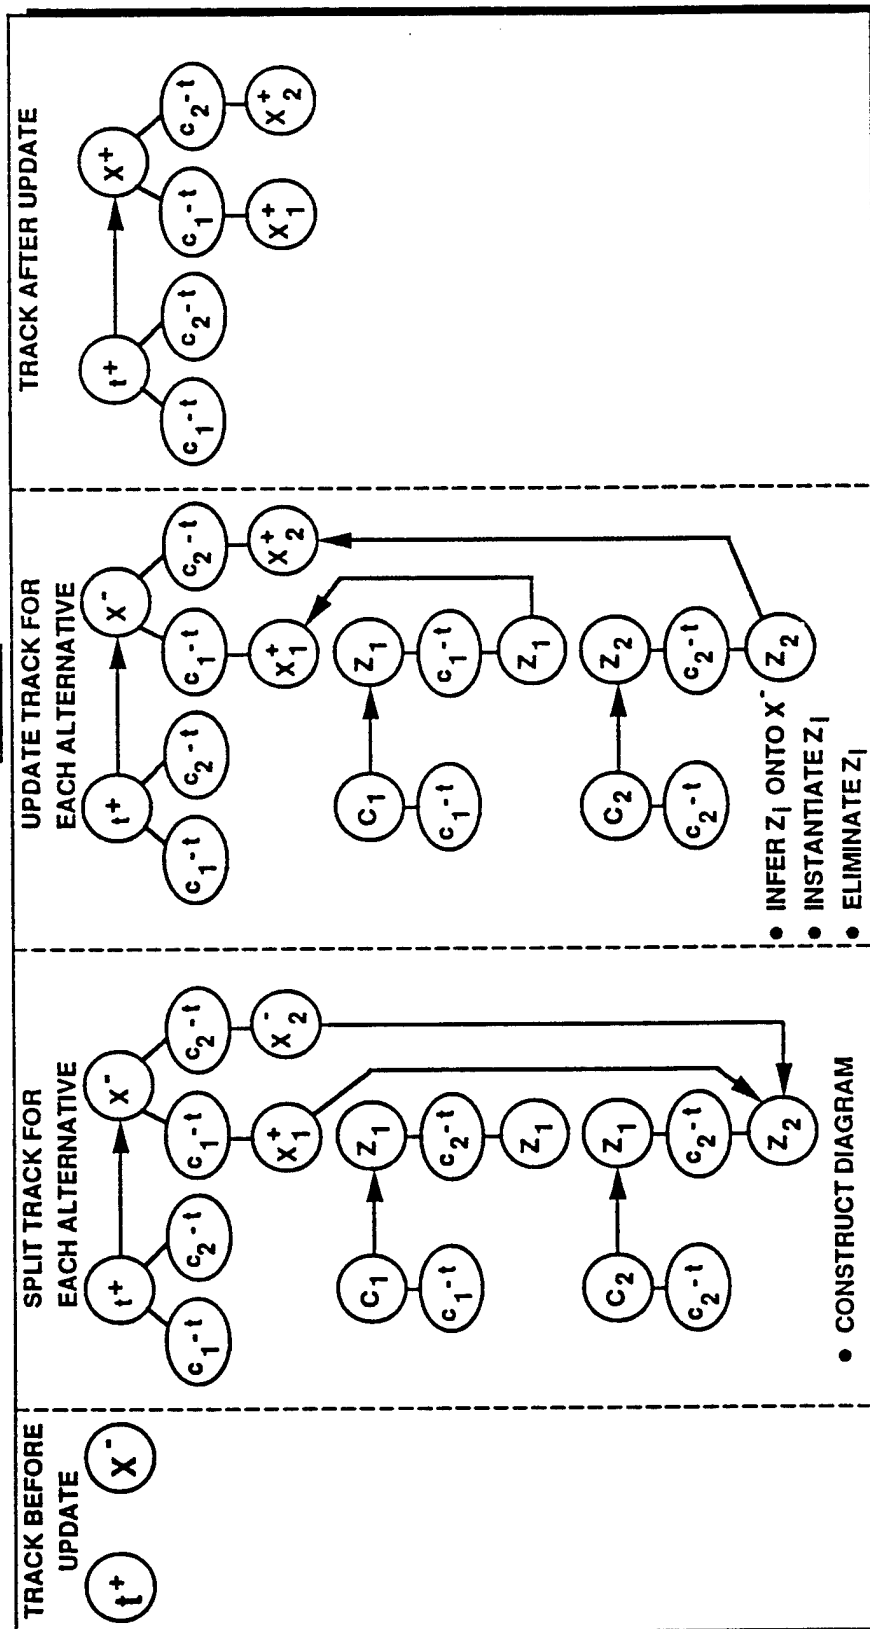 TRACK BEFORE
UPDATE
t+
X-
SPLIT TRACK FOR
EACH ALTERNATIVE
t+
X-
c1-t
c2-t
c1-t
c2-t
X1+
X2-
C1
Z1
c1-t
c2-t
Z1
C2
Z1
c2-t
c2-t
Z2
• CONSTRUCT DIAGRAM
UPDATE TRACK FOR
EACH ALTERNATIVE
t+
X-
c1-t
c2-t
c1-t
c2-t
X1+
X2+
C1
Z1
c1-t
c1-t
Z1
C2
Z2
c2-t
c2-t
Z2
• INFER Zi ONTO X-
• INSTANTIATE Zi
• ELIMINATE Zi
TRACK AFTER UPDATE
t+
X+
c1-t
c2-t
c1-t
c2-t
X1+
X2+